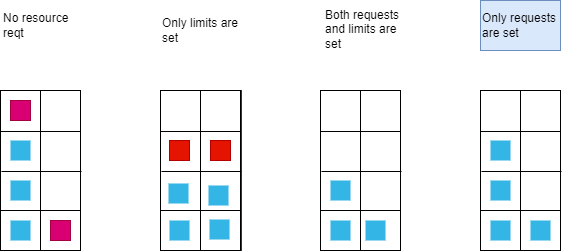 No resource
reqt
Only limits are
set
Both requests
and limits are
set
Only requests
are set